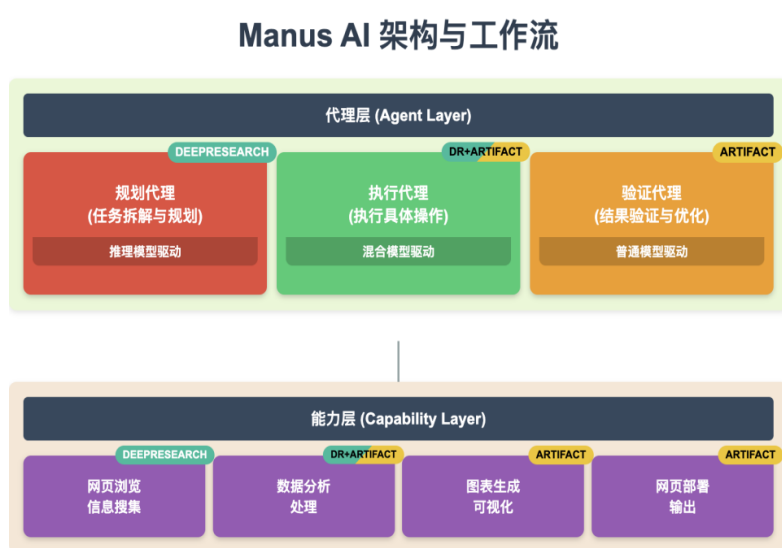 Manus AI 架构与工作流
代理层 (Agent Layer)
DEEPRESEARCH
规划代理
(任务拆解与规划)
推理模型驱动
DR+ARTIFACT
执行代理
(执行具体操作)
混合模型驱动
ARTIFACT
验证代理
(结果验证与优化)
普通模型驱动
能力层 (Capability Layer)
DEEPRESEARCH
网页浏览
信息搜集
DR+ARTIFACT
数据分析
处理
ARTIFACT
图表生成
可视化
ARTIFACT
网页部署
输出